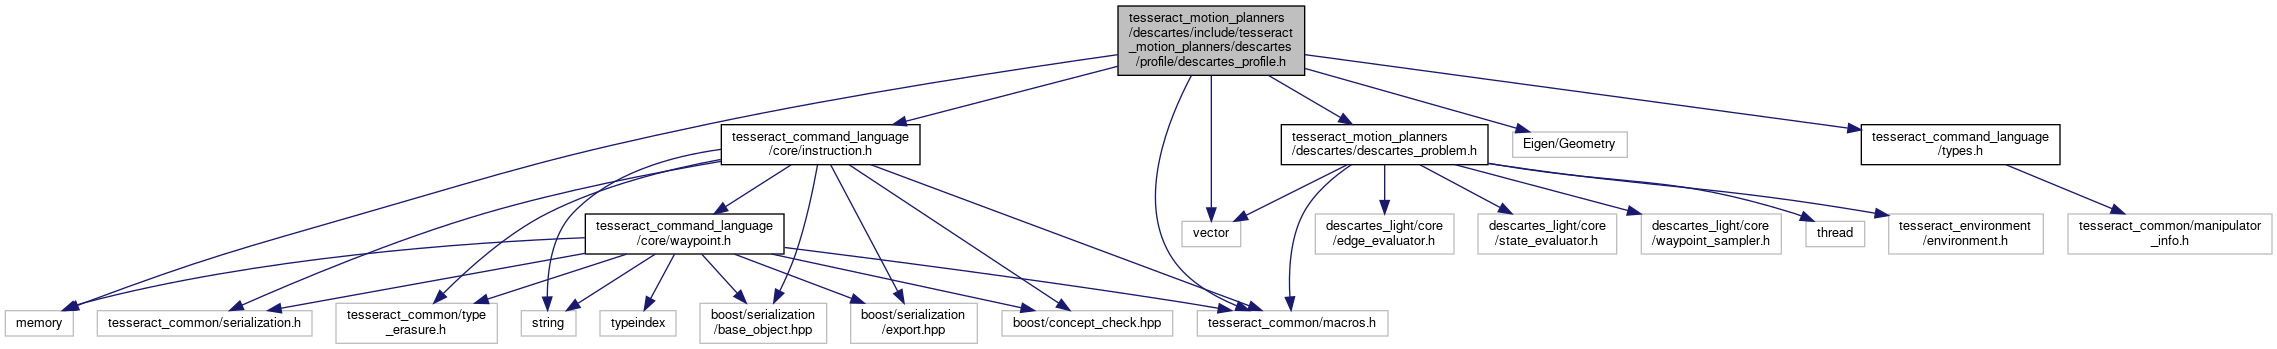 tesseract_motion_planners
/descartes/include/tesseract
_motion_planners/descartes
/profile/descartes_profile.h
tesseract_command_language
/core/instruction.h
tesseract_motion_planners
/descartes/descartes_problem.h
Eigen/Geometry
tesseract_command_language
/types.h
tesseract_command_language
/core/waypoint.h
vector
descartes_light/core
/edge_evaluator.h
descartes_light/core
/state_evaluator.h
descartes_light/core
/waypoint_sampler.h
thread
tesseract_environment
/environment.h
tesseract_common/manipulator
_info.h
memory
tesseract_common/serialization.h
tesseract_common/type
_erasure.h
string
typeindex
boost/serialization
/base_object.hpp
boost/serialization
/export.hpp
boost/concept_check.hpp
tesseract_common/macros.h